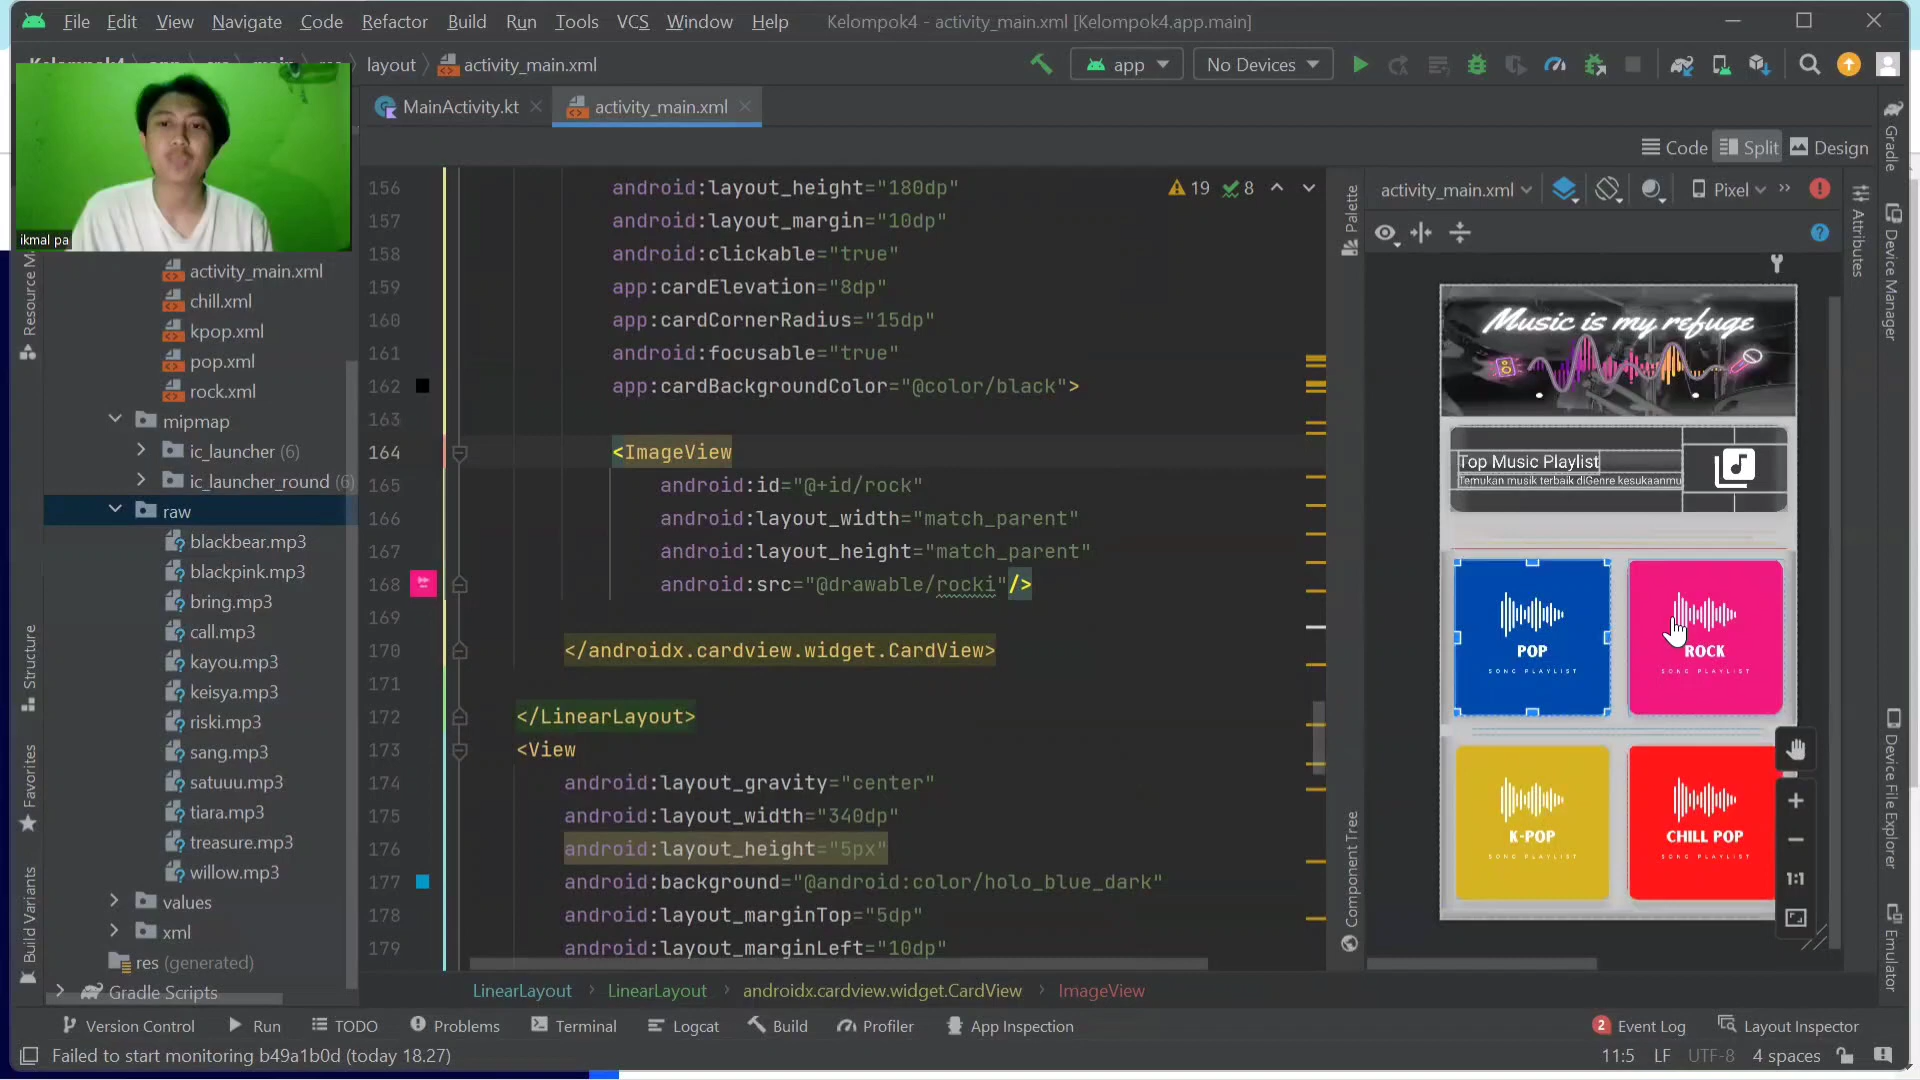 File Edit View Navigate Code Refactor Build Run Tools VCS Window Help Kelompok4 - activity_main.xml [Kelompok4.app.main]
layout activity_main.xml app No Devices
MainActivity.kt activity_main.xml
Code Split Design
ikmal pa
activity_main.xml
chill.xml
kpop.xml
pop.xml
rock.xml
mipmap
ic_launcher (6)
ic_launcher_round (6)
raw
blackbear.mp3
blackpink.mp3
bring.mp3
call.mp3
kayou.mp3
keisya.mp3
riski.mp3
sang.mp3
satuuu.mp3
tiara.mp3
treasure.mp3
willow.mp3
values
xml
res (generated)
Gradle Scripts
Resource M
Structure
Favorites
Build Variants
156 android:layout_height="180dp"
157 android:layout_margin="10dp"
158 android:clickable="true"
159 app:cardElevation="8dp"
160 app:cardCornerRadius="15dp"
161 android:focusable="true"
162 app:cardBackgroundColor="@color/black">
163
164 <ImageView
165 android:id="@+id/rock"
166 android:layout_width="match_parent"
167 android:layout_height="match_parent"
168 android:src="@drawable/rocki"/>
169
170 </androidx.cardview.widget.CardView>
171
172 </LinearLayout>
173 <View
174 android:layout_gravity="center"
175 android:layout_width="340dp"
176 android:layout_height="5px"
177 android:background="@android:color/holo_blue_dark"
178 android:layout_marginTop="5dp"
179 android:layout_marginLeft="10dp"
19 8
Palette
Component Tree
activity_main.xml Pixel
Music is my refuge
Top Music Playlist
Temukan musik terbaik diGenre kesukaanmu
POP
SONG PLAYLIST
ROCK
SONG PLAYLIST
K-POP
SONG PLAYLIST
CHILL POP
SONG PLAYLIST
1:1
Gradle
Attributes
Device Manager
Device File Explorer
Emulator
LinearLayout LinearLayout androidx.cardview.widget.CardView ImageView
Version Control Run TODO Problems Terminal Logcat Build Profiler App Inspection 2 Event Log Layout Inspector
Failed to start monitoring b49a1b0d (today 18.27) 11:5 LF UTF-8 4 spaces